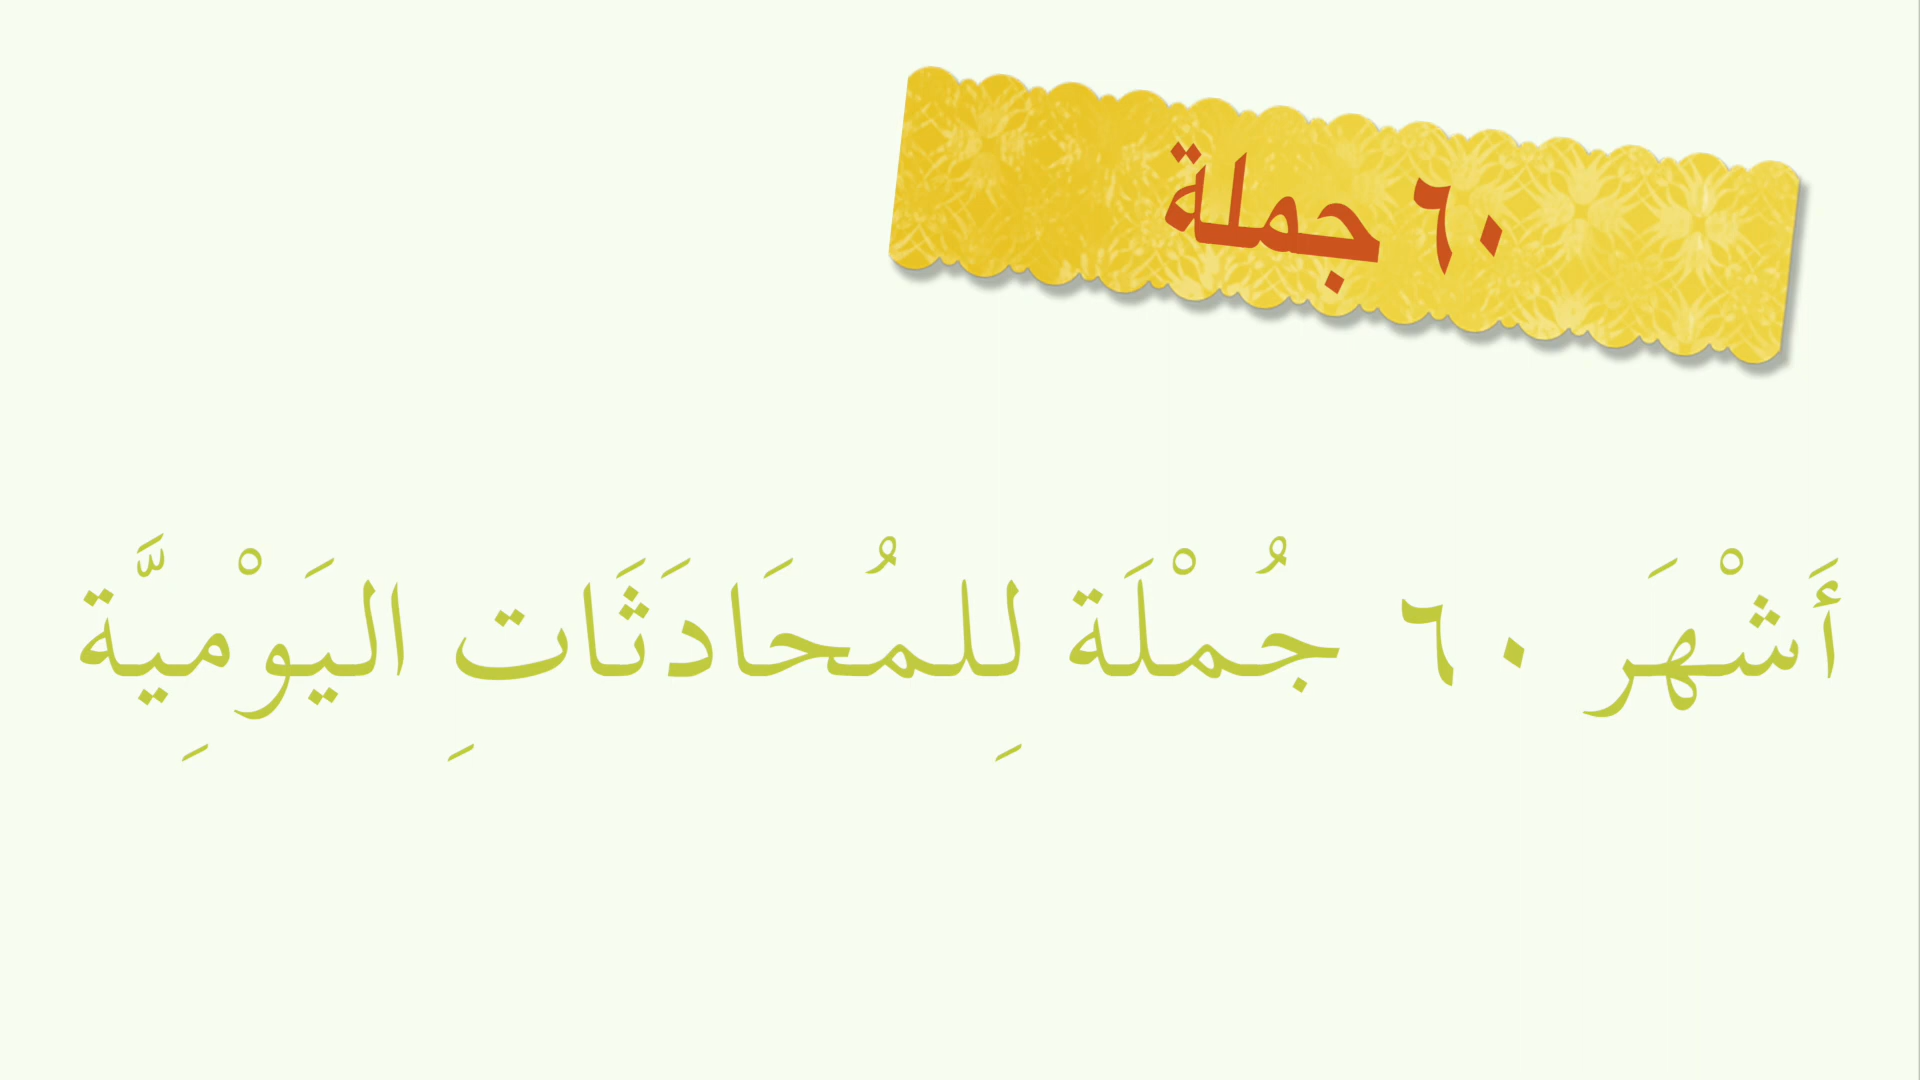 ٦٠ جملة
أَشْهَر ٦٠ جُمْلَة لِلمُحَادَثَاتِ اليَوْمِيَّة